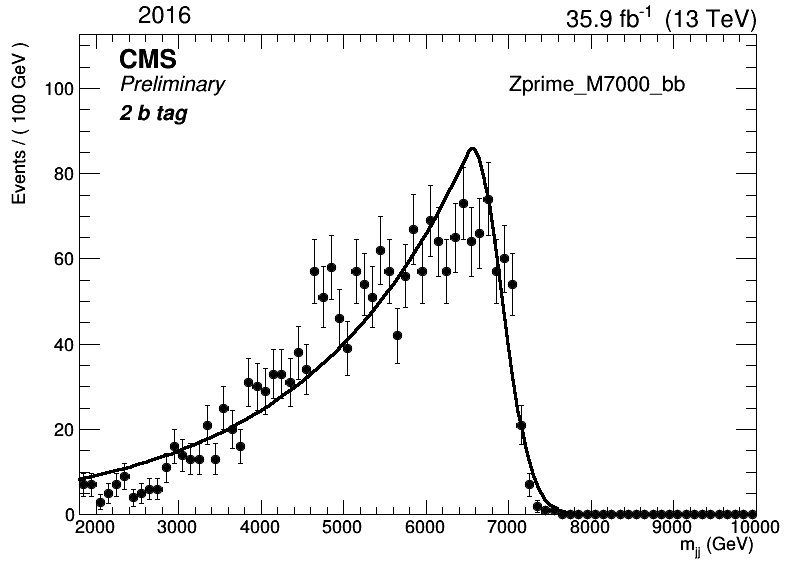 2016
35.9 fb⁻¹ (13 TeV)
CMS
Preliminary
2 b tag
Zprime_M7000_bb
Events / ( 100 GeV )
100
80
60
40
20
0
2000 3000 4000 5000 6000 7000 8000 9000 10000
m_jj (GeV)